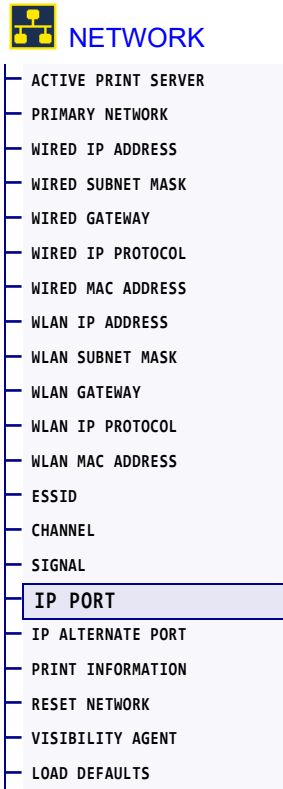 NETWORK
ACTIVE PRINT SERVER
PRIMARY NETWORK
WIRED IP ADDRESS
WIRED SUBNET MASK
WIRED GATEWAY
WIRED IP PROTOCOL
WIRED MAC ADDRESS
WLAN IP ADDRESS
WLAN SUBNET MASK
WLAN GATEWAY
WLAN IP PROTOCOL
WLAN MAC ADDRESS
ESSID
CHANNEL
SIGNAL
IP PORT
IP ALTERNATE PORT
PRINT INFORMATION
RESET NETWORK
VISIBILITY AGENT
LOAD DEFAULTS